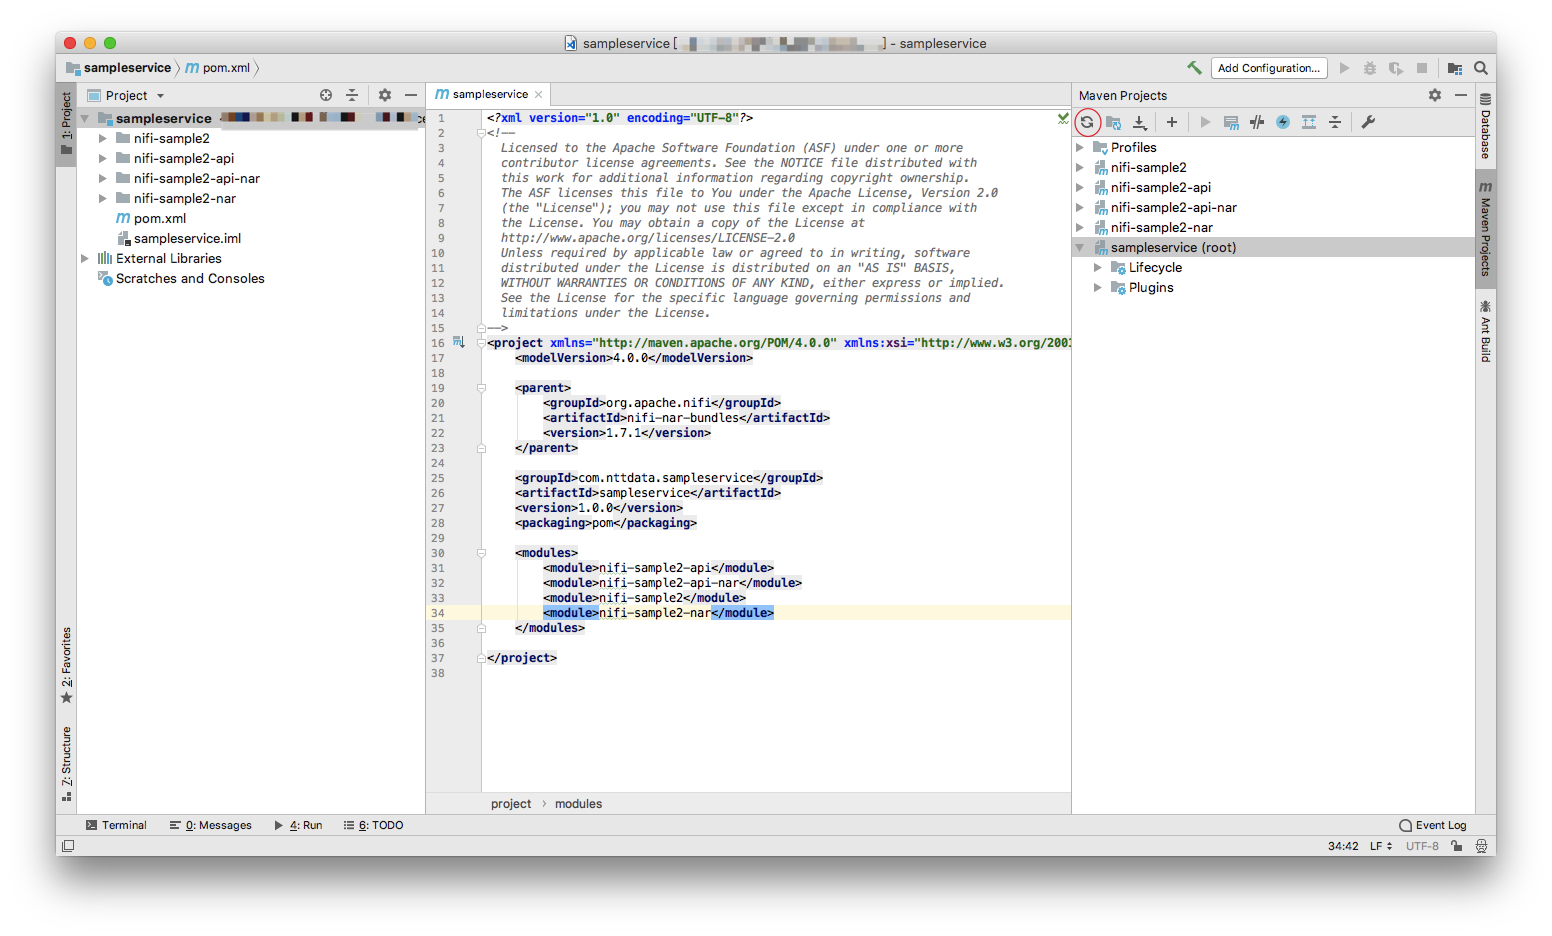 sampleservice [ ] - sampleservice
sampleservice pom.xml
Add Configuration...
1: Project
Project
sampleservice
nifi-sample2
nifi-sample2-api
nifi-sample2-api-nar
nifi-sample2-nar
pom.xml
sampleservice.iml
External Libraries
Scratches and Consoles
2: Favorites
7: Structure
sampleservice
1 <?xml version="1.0" encoding="UTF-8"?>
2 <!--
3 Licensed to the Apache Software Foundation (ASF) under one or more
4 contributor license agreements. See the NOTICE file distributed with
5 this work for additional information regarding copyright ownership.
6 The ASF licenses this file to You under the Apache License, Version 2.0
7 (the "License"); you may not use this file except in compliance with
8 the License. You may obtain a copy of the License at
9 http://www.apache.org/licenses/LICENSE-2.0
10 Unless required by applicable law or agreed to in writing, software
11 distributed under the License is distributed on an "AS IS" BASIS,
12 WITHOUT WARRANTIES OR CONDITIONS OF ANY KIND, either express or implied.
13 See the License for the specific language governing permissions and
14 limitations under the License.
15 -->
16 <project xmlns="http://maven.apache.org/POM/4.0.0" xmlns:xsi="http://www.w3.org/2001
17 <modelVersion>4.0.0</modelVersion>
18
19 <parent>
20 <groupId>org.apache.nifi</groupId>
21 <artifactId>nifi-nar-bundles</artifactId>
22 <version>1.7.1</version>
23 </parent>
24
25 <groupId>com.nttdata.sampleservice</groupId>
26 <artifactId>sampleservice</artifactId>
27 <version>1.0.0</version>
28 <packaging>pom</packaging>
29
30 <modules>
31 <module>nifi-sample2-api</module>
32 <module>nifi-sample2-api-nar</module>
33 <module>nifi-sample2</module>
34 <module>nifi-sample2-nar</module>
35 </modules>
36
37 </project>
38
project › modules
Maven Projects
Profiles
nifi-sample2
nifi-sample2-api
nifi-sample2-api-nar
nifi-sample2-nar
sampleservice (root)
Lifecycle
Plugins
Database
Maven Projects
Ant Build
Terminal 0: Messages 4: Run 6: TODO Event Log
34:42 LF UTF-8